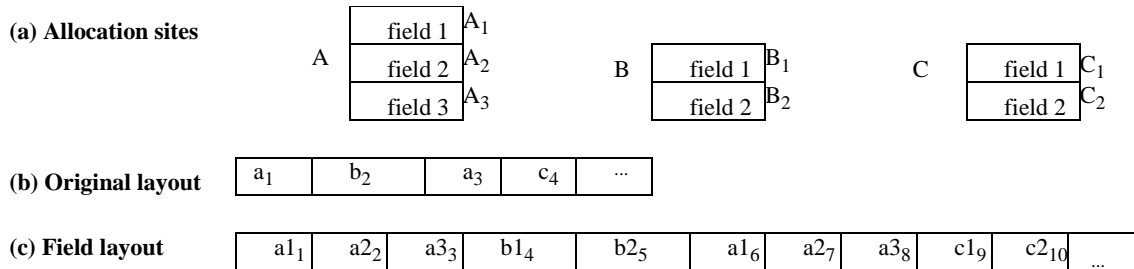 (a) Allocation sites
A
field 1 A₁
field 2 A₂
field 3 A₃
B
field 1 B₁
field 2 B₂
C
field 1 C₁
field 2 C₂
(b) Original layout a₁ b₂ a₃ c₄ ...
(c) Field layout a1₁ a2₂ a3₃ b1₄ b2₅ a1₆ a2₇ a3₈ c1₉ c2₁₀ ...